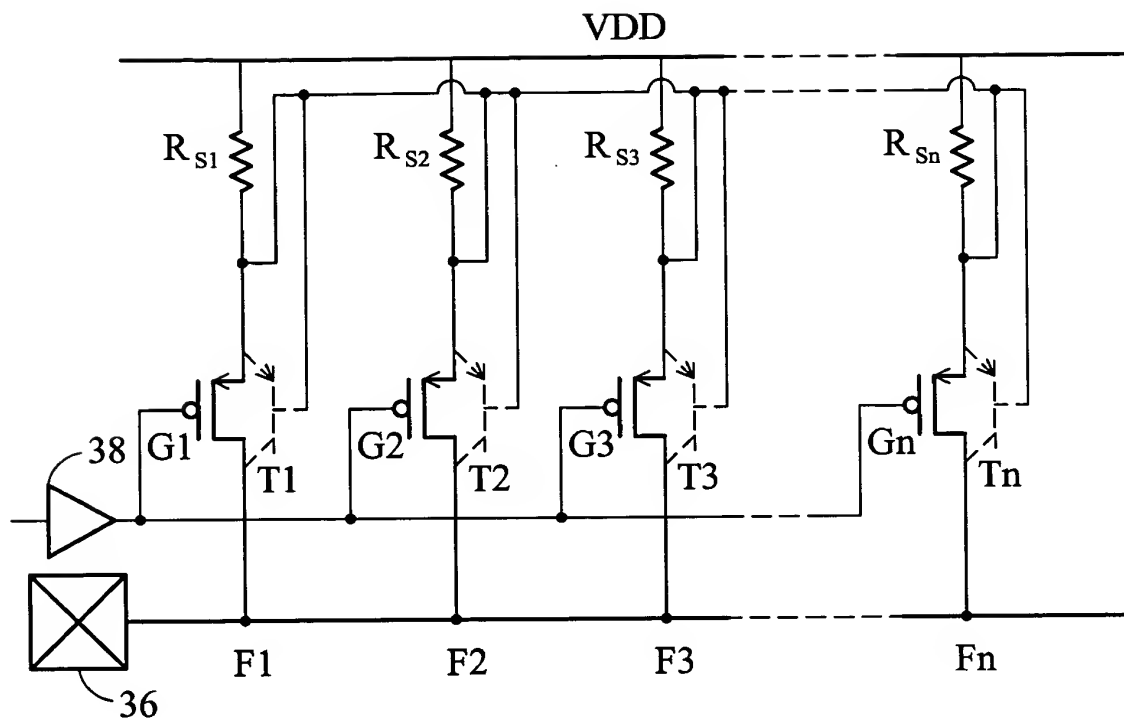 VDD
R S1 R S2 R S3 R Sn
G1 G2 G3 Gn
38 T1 T2 T3 Tn
F1 F2 F3 Fn
36